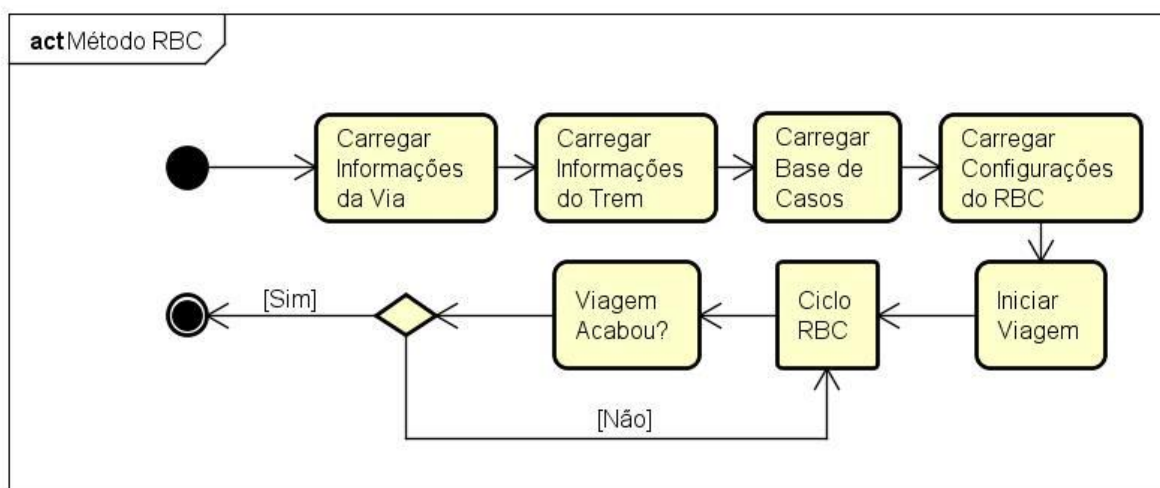 act Método RBC
Carregar
Informações
da Via
Carregar
Informações
do Trem
Carregar
Base de
Casos
Carregar
Configurações
do RBC
Iniciar
Viagem
Ciclo
RBC
Viagem
Acabou?
[Sim]
[Não]